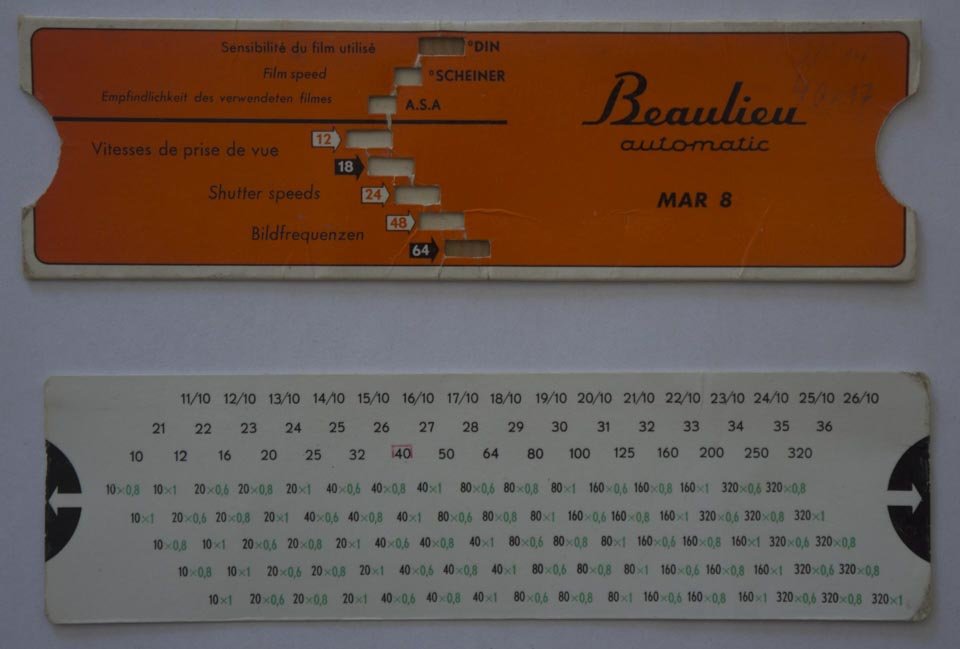 Sensibilité du film utilisé °DIN
Film speed °SCHEINER
Empfindlichkeit des verwendeten filmes A.S.A
12
Vitesses de prise de vue
18
Shutter speeds 24
48
Bildfrequenzen
64
Beaulieu
automatic
MAR 8
11/10 12/10 13/10 14/10 15/10 16/10 17/10 18/10 19/10 20/10 21/10 22/10 23/10 24/10 25/10 26/10
21 22 23 24 25 26 27 28 29 30 31 32 33 34 35 36
10 12 16 20 25 32 40 50 64 80 100 125 160 200 250 320
10×0,8 10×1 20×0,6 20×0,8 20×1 40×0,6 40×0,8 40×1 80×0,6 80×0,8 80×1 160×0,6 160×0,8 160×1 320×0,6 320×0,8
10×1 20×0,6 20×0,8 20×1 40×0,6 40×0,8 40×1 80×0,6 80×0,8 80×1 160×0,6 160×0,8 160×1 320×0,6 320×0,8 320×1
10×0,8 10×1 20×0,6 20×0,8 20×1 40×0,6 40×0,8 40×1 80×0,6 80×0,8 80×1 160×0,6 160×0,8 160×1 320×0,6 320×0,8
10×0,8 10×1 20×0,6 20×0,8 20×1 40×0,6 40×0,8 40×1 80×0,6 80×0,8 80×1 160×0,6 160×0,8 160×1 320×0,6 320×0,8
10×1 20×0,6 20×0,8 20×1 40×0,6 40×0,8 40×1 80×0,6 80×0,8 80×1 160×0,6 160×0,8 160×1 320×0,6 320×0,8 320×1